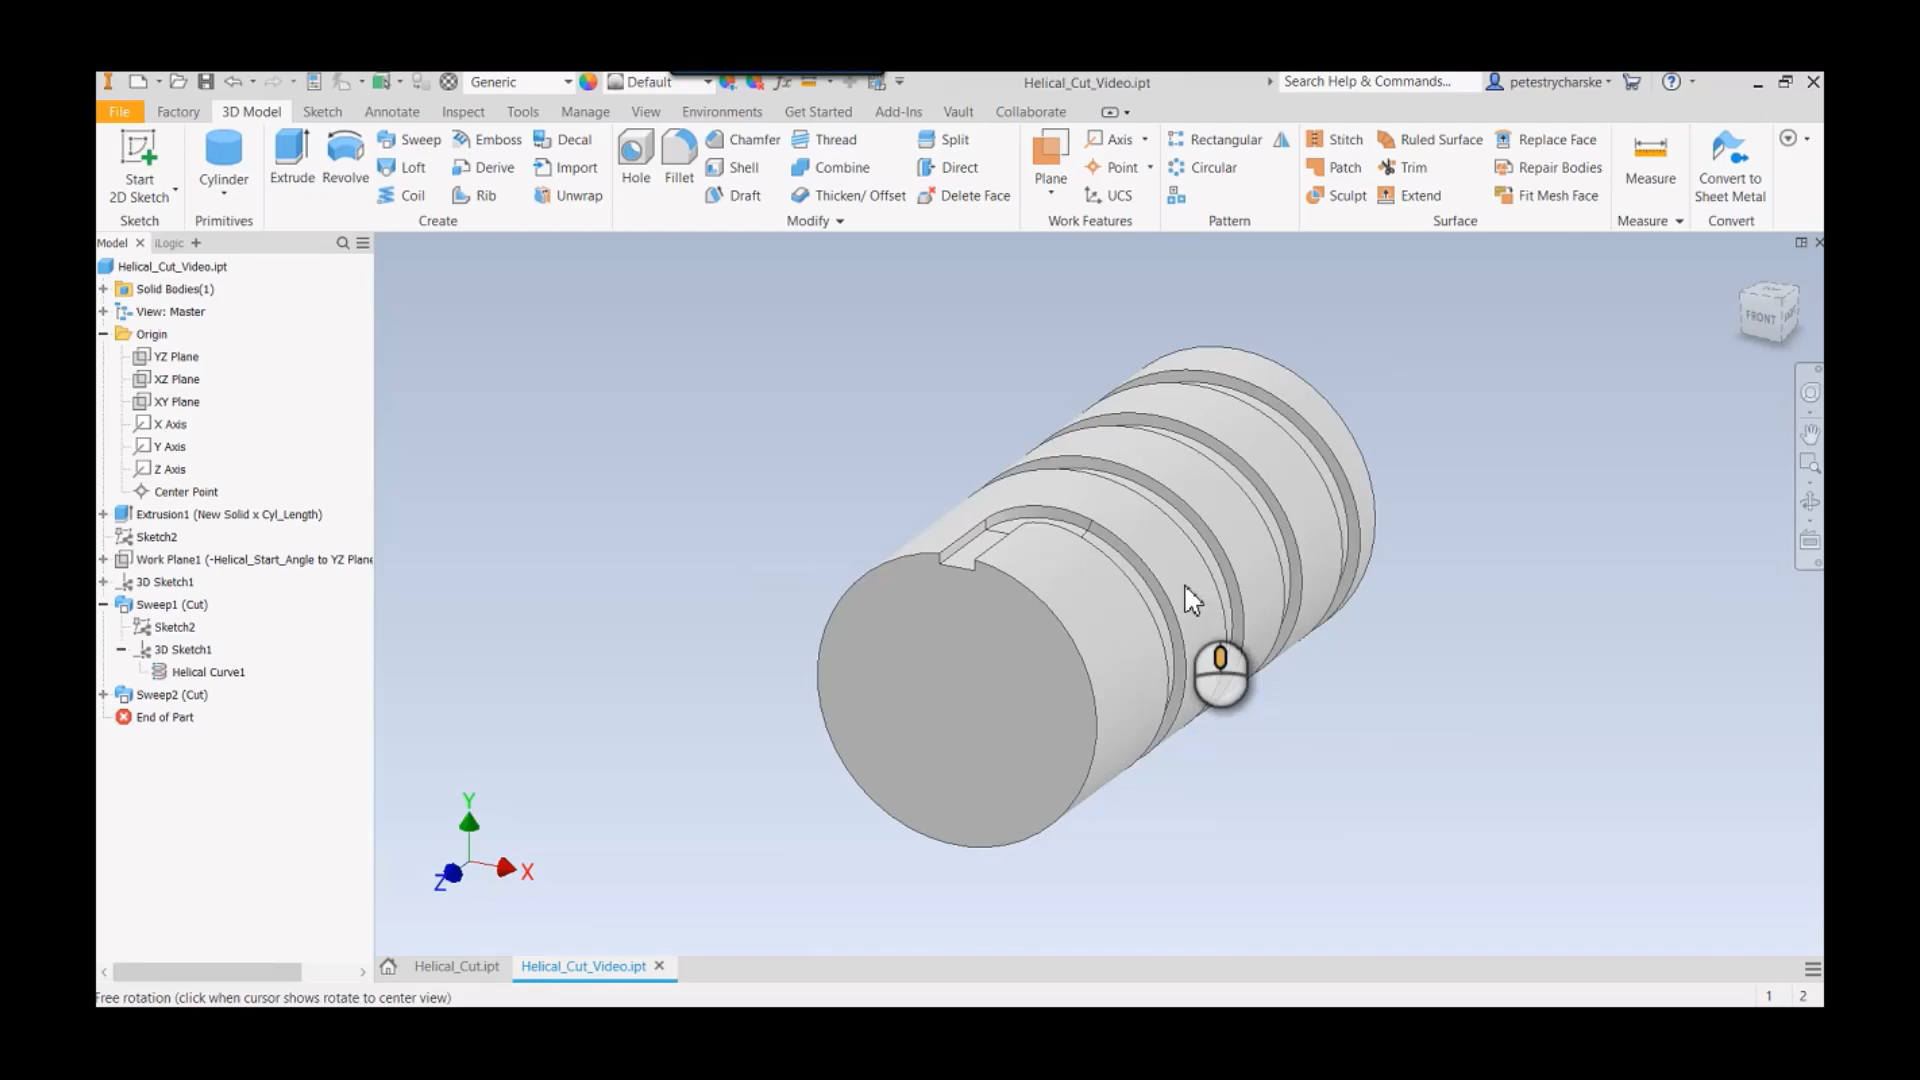 Generic Default Helical_Cut_Video.ipt Search Help & Commands... petestrycharske
File Factory 3D Model Sketch Annotate Inspect Tools Manage View Environments Get Started Add-Ins Vault Collaborate
Start 2D Sketch
Sketch
Cylinder
Primitives
Extrude Revolve
Sweep Emboss Decal
Loft Derive Import
Coil Rib Unwrap
Create
Hole Fillet
Chamfer Thread Split
Shell Combine Direct
Draft Thicken/ Offset Delete Face
Modify
Plane
Axis
Point
UCS
Work Features
Rectangular
Circular
Pattern
Stitch Ruled Surface Replace Face
Patch Trim Repair Bodies
Sculpt Extend Fit Mesh Face
Surface
Measure
Measure
Convert to Sheet Metal
Convert
Model iLogic
Helical_Cut_Video.ipt
Solid Bodies(1)
View: Master
Origin
YZ Plane
XZ Plane
XY Plane
X Axis
Y Axis
Z Axis
Center Point
Extrusion1 (New Solid x Cyl_Length)
Sketch2
Work Plane1 (-Helical_Start_Angle to YZ Plane
3D Sketch1
Sweep1 (Cut)
Sketch2
3D Sketch1
Helical Curve1
Sweep2 (Cut)
End of Part
FRONT
Y
X
Z
Helical_Cut.ipt Helical_Cut_Video.ipt
Free rotation (click when cursor shows rotate to center view)
1 2